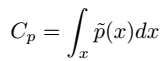 $C_p = \int_x \tilde{p}(x)dx$